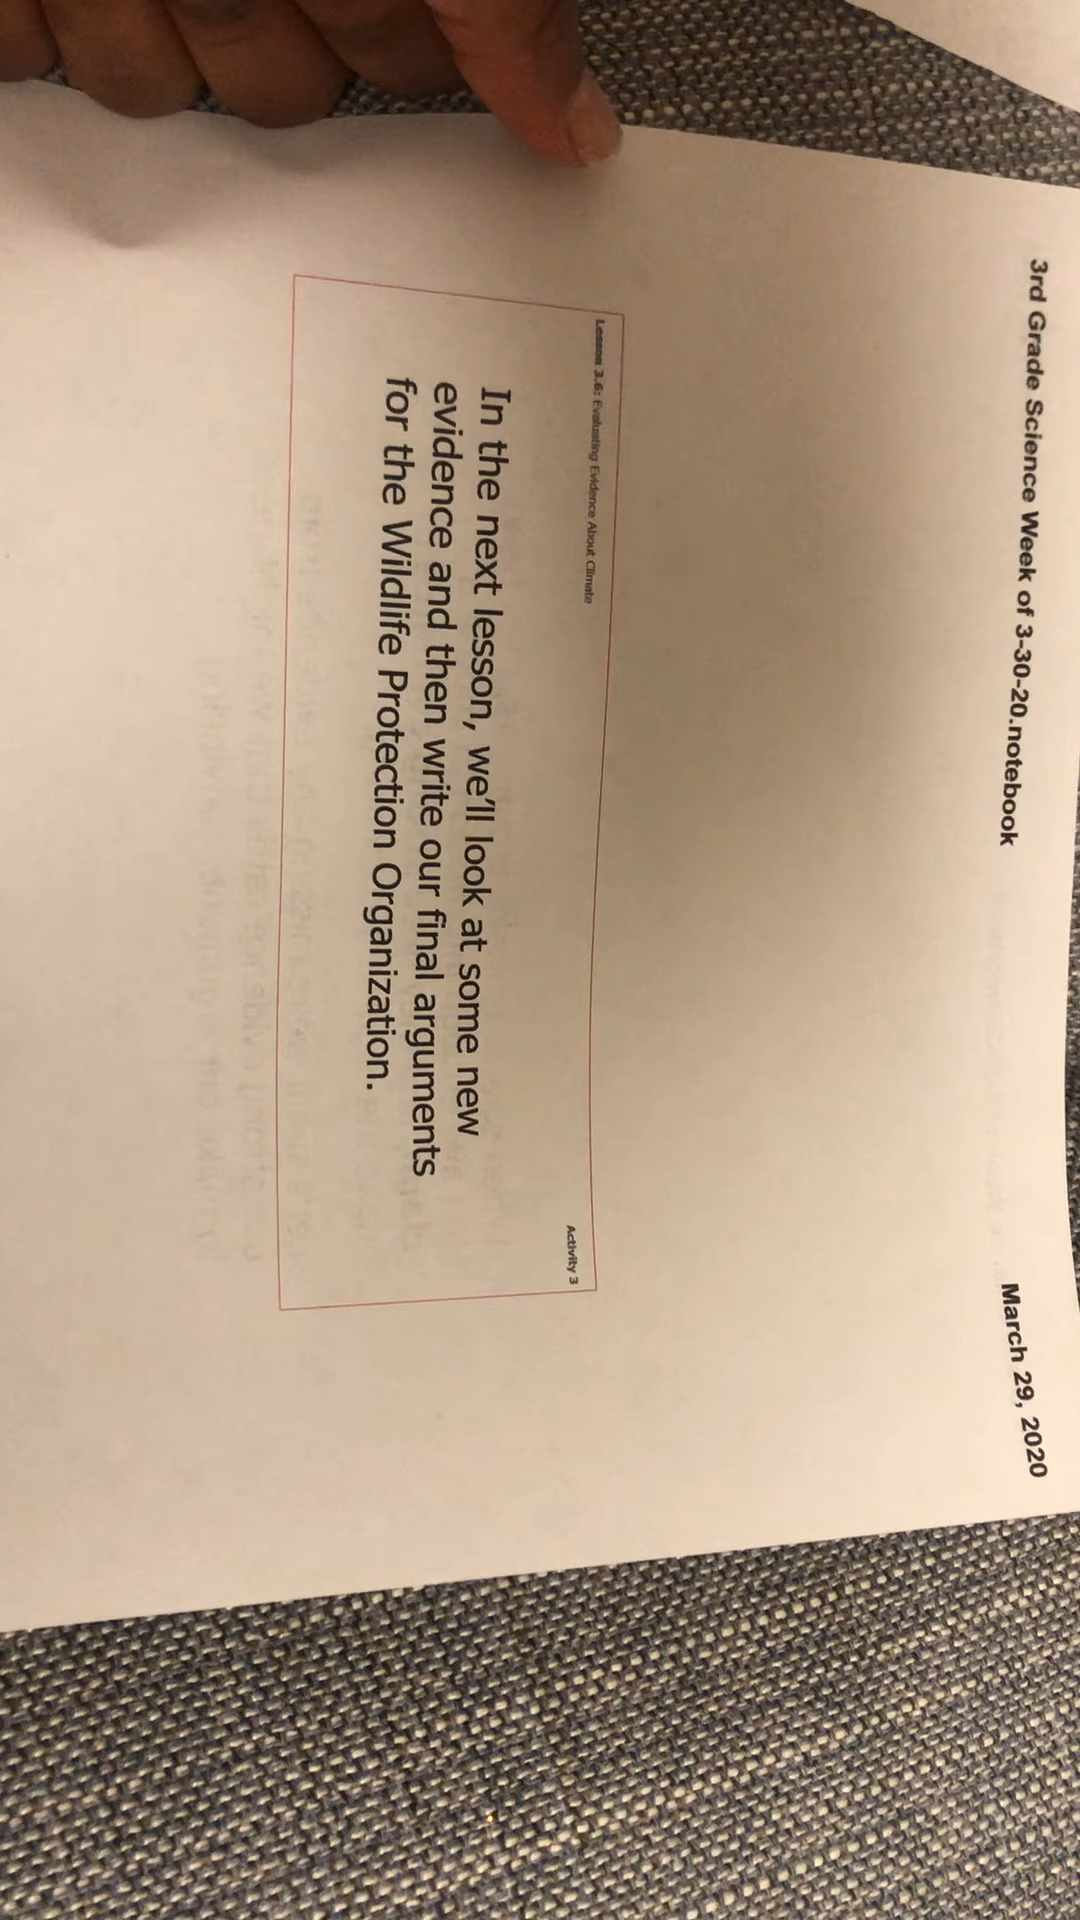 3rd Grade Science Week of 3-30-20.notebook
March 29, 2020
Lesson 3.6: Evaluating Evidence About Climate
Activity 3
In the next lesson, we'll look at some new
evidence and then write our final arguments
for the Wildlife Protection Organization.